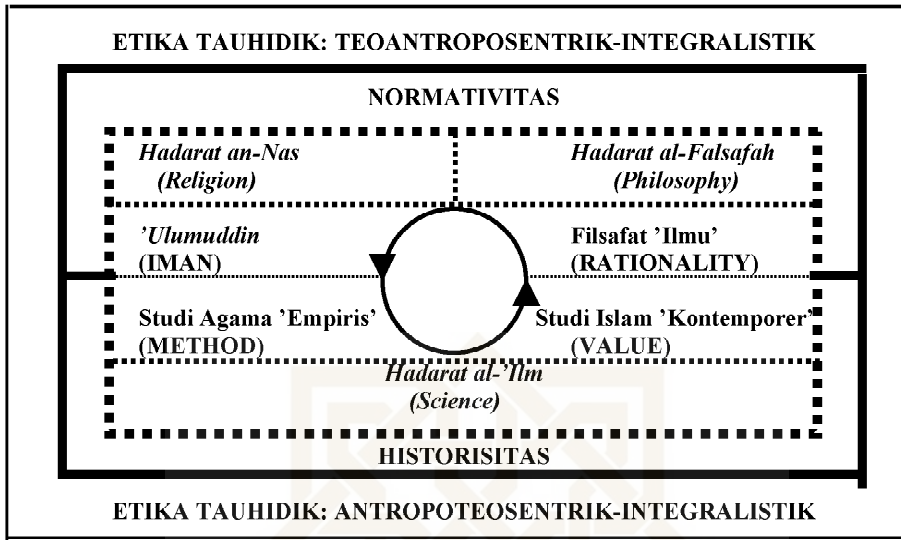 ETIKA TAUHIDIK: TEOANTROPOSENTRIK-INTEGRALISTIK
NORMATIVITAS
Hadarat an-Nas
(Religion)
Hadarat al-Falsafah
(Philosophy)
’Ulumuddin
(IMAN)
Filsafat ’Ilmu’
(RATIONALITY)
Studi Agama ’Empiris’
(METHOD)
Studi Islam ’Kontemporer’
(VALUE)
Hadarat al-’Ilm
(Science)
HISTORISITAS
ETIKA TAUHIDIK: ANTROPOTEOSENTRIK-INTEGRALISTIK